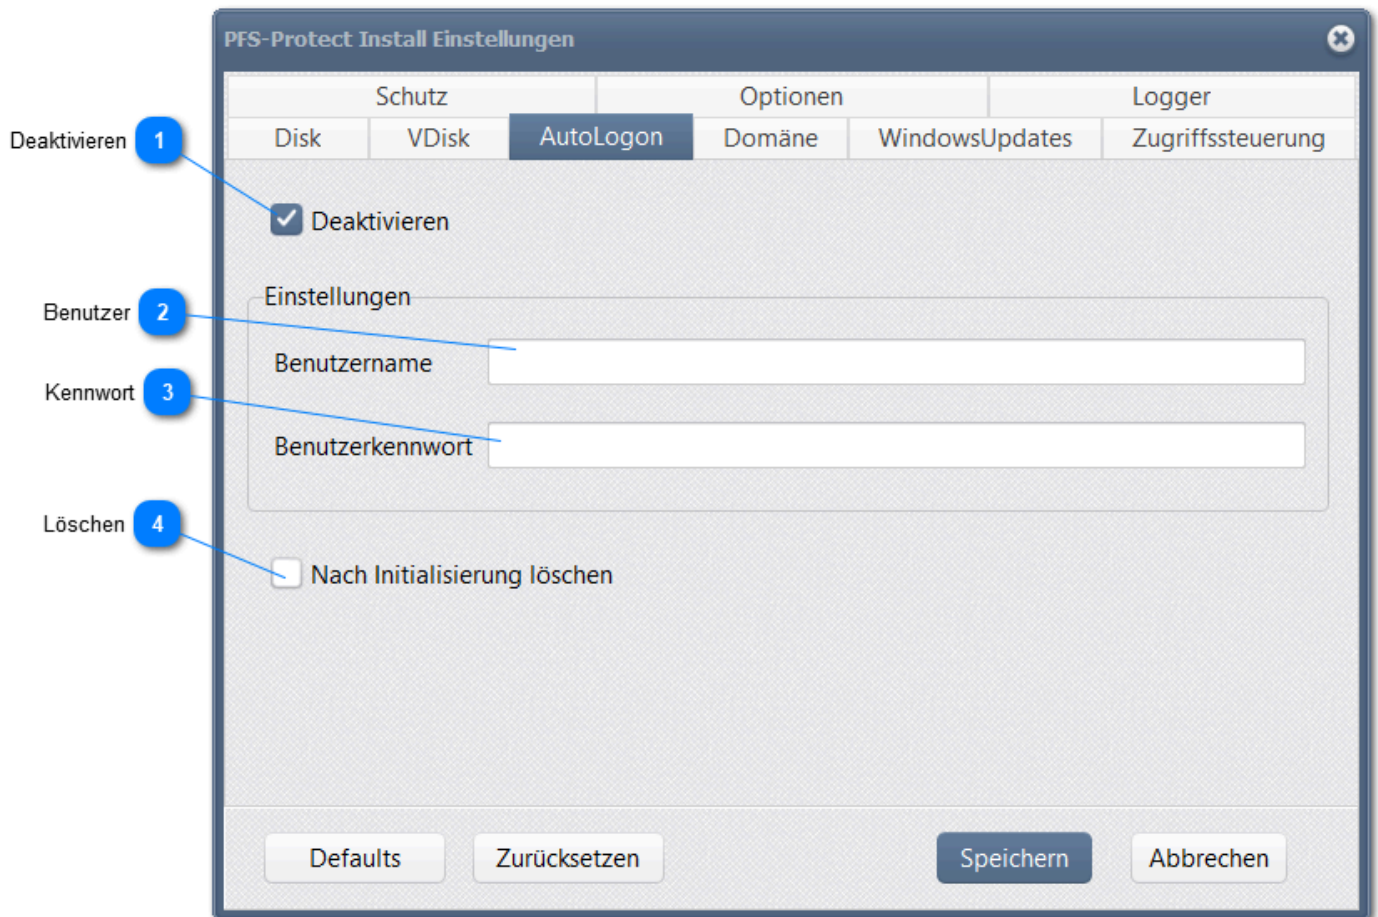 PFS-Protect Install Einstellungen
Schutz Optionen Logger
Deaktivieren 1 Disk VDisk AutoLogon Domäne WindowsUpdates Zugriffssteuerung
Deaktivieren
Einstellungen
Benutzer 2
Benutzername
Kennwort 3
Benutzerkennwort
Löschen 4
Nach Initialisierung löschen
Defaults Zurücksetzen Speichern Abbrechen